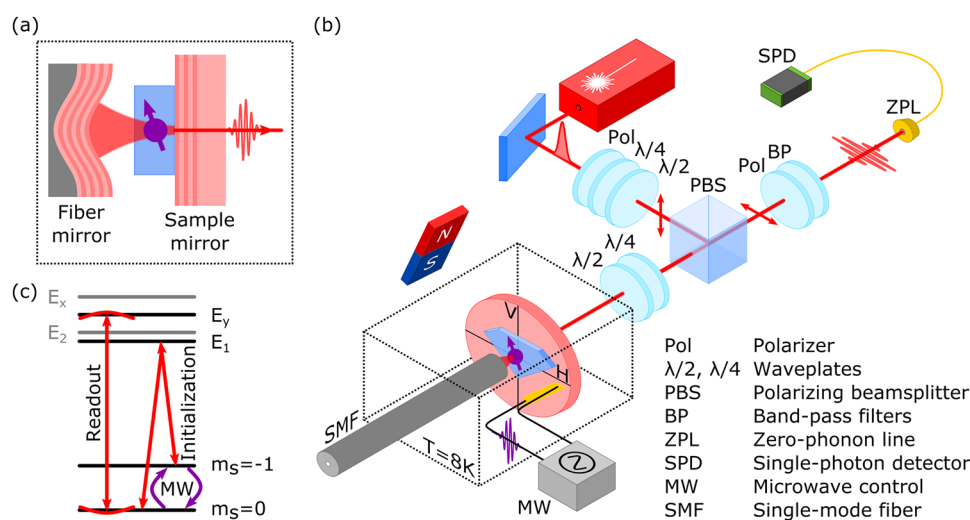 (a)
Fiber
mirror
Sample
mirror
(b)
SPD
ZPL
Pol
λ/4
λ/2
PBS
Pol
BP
λ/2
λ/4
N
S
V
H
SMF
T=8K
MW
Pol Polarizer
λ/2, λ/4 Waveplates
PBS Polarizing beamsplitter
BP Band-pass filters
ZPL Zero-phonon line
SPD Single-photon detector
MW Microwave control
SMF Single-mode fiber
(c)
Eₓ
E_y
E₂
E₁
Readout
Initialization
mₛ=-1
MW
mₛ=0